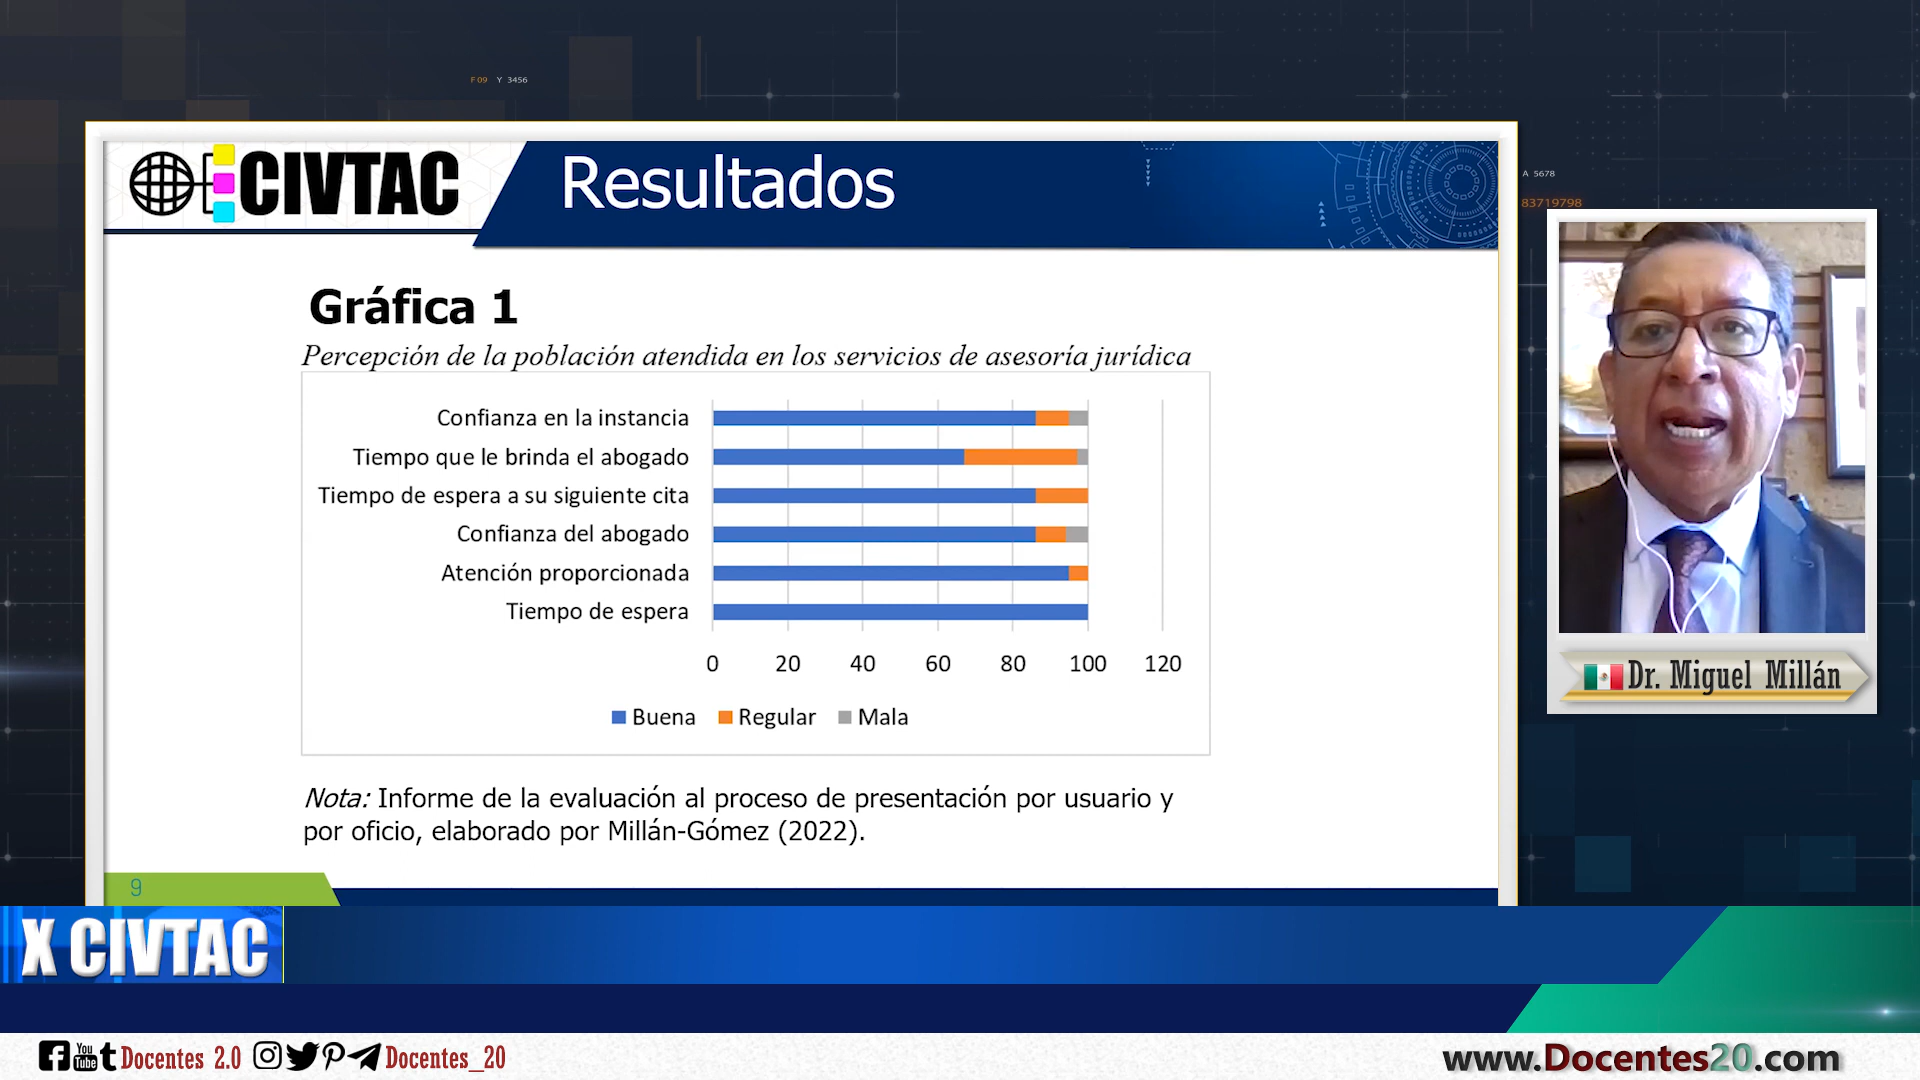 F 09 Y 3456
CIVTAC
Resultados
A 5678
83719798
Gráfica 1
Percepción de la población atendida en los servicios de asesoría jurídica
Confianza en la instancia
Tiempo que le brinda el abogado
Tiempo de espera a su siguiente cita
Confianza del abogado
Atención proporcionada
Tiempo de espera
0 20 40 60 80 100 120
Buena Regular Mala
Nota: Informe de la evaluación al proceso de presentación por usuario y
por oficio, elaborado por Millán-Gómez (2022).
9
Dr. Miguel Millán
X CIVTAC
You Tube Docentes 2.0 Docentes_20
www.Docentes20.com